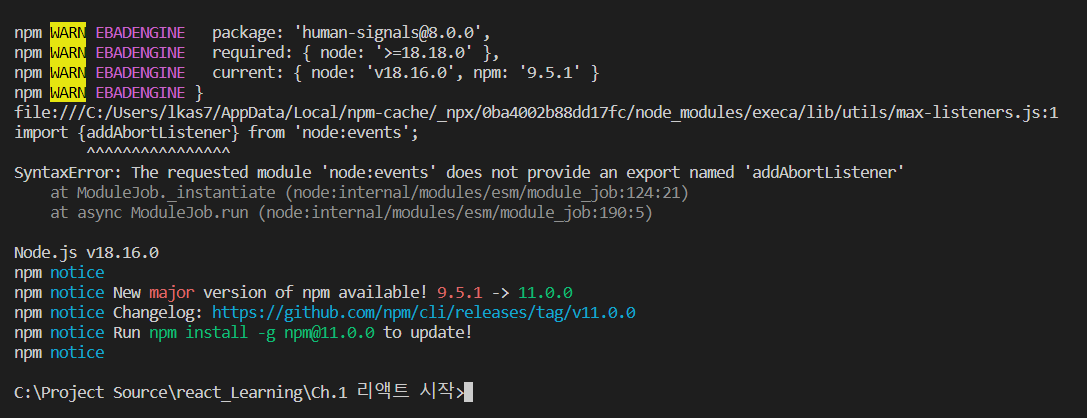 npm WARN EBADENGINE   package: 'human-signals@8.0.0',
npm WARN EBADENGINE   required: { node: '>=18.18.0' },
npm WARN EBADENGINE   current: { node: 'v18.16.0', npm: '9.5.1' }
npm WARN EBADENGINE }
file:///C:/Users/lkas7/AppData/Local/npm-cache/_npx/0ba4002b88dd17fc/node_modules/execa/lib/utils/max-listeners.js:1
import {addAbortListener} from 'node:events';
        ^^^^^^^^^^^^^^^^
SyntaxError: The requested module 'node:events' does not provide an export named 'addAbortListener'
    at ModuleJob._instantiate (node:internal/modules/esm/module_job:124:21)
    at async ModuleJob.run (node:internal/modules/esm/module_job:190:5)
Node.js v18.16.0
npm notice
npm notice New major version of npm available! 9.5.1 -> 11.0.0
npm notice Changelog: https://github.com/npm/cli/releases/tag/v11.0.0
npm notice Run npm install -g npm@11.0.0 to update!
npm notice
C:\Project Source\react_Learning\Ch.1 리액트 시작>